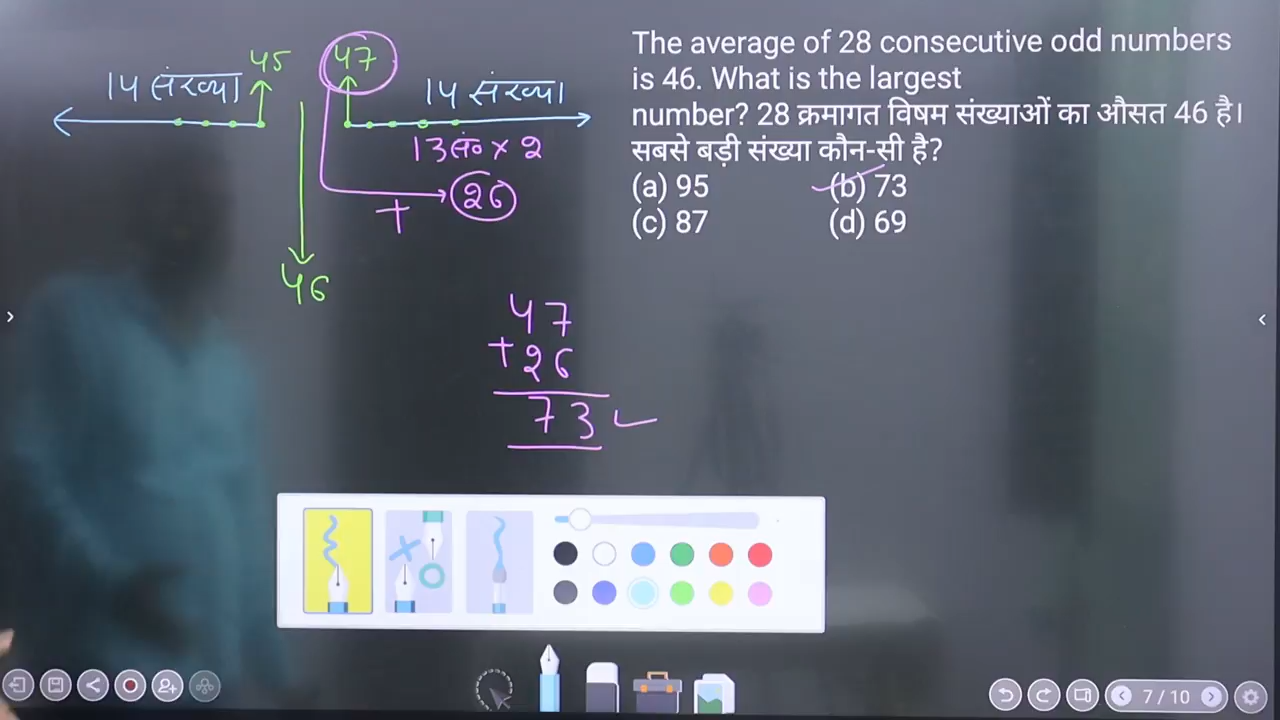 14 संख्या 45 47 14 संख्या
13 सं० × 2
+ 26
46
47
+ 26
73
The average of 28 consecutive odd numbers
is 46. What is the largest
number? 28 क्रमागत विषम संख्याओं का औसत 46 है।
सबसे बड़ी संख्या कौन-सी है?
(a) 95 (b) 73
(c) 87 (d) 69
7 / 10